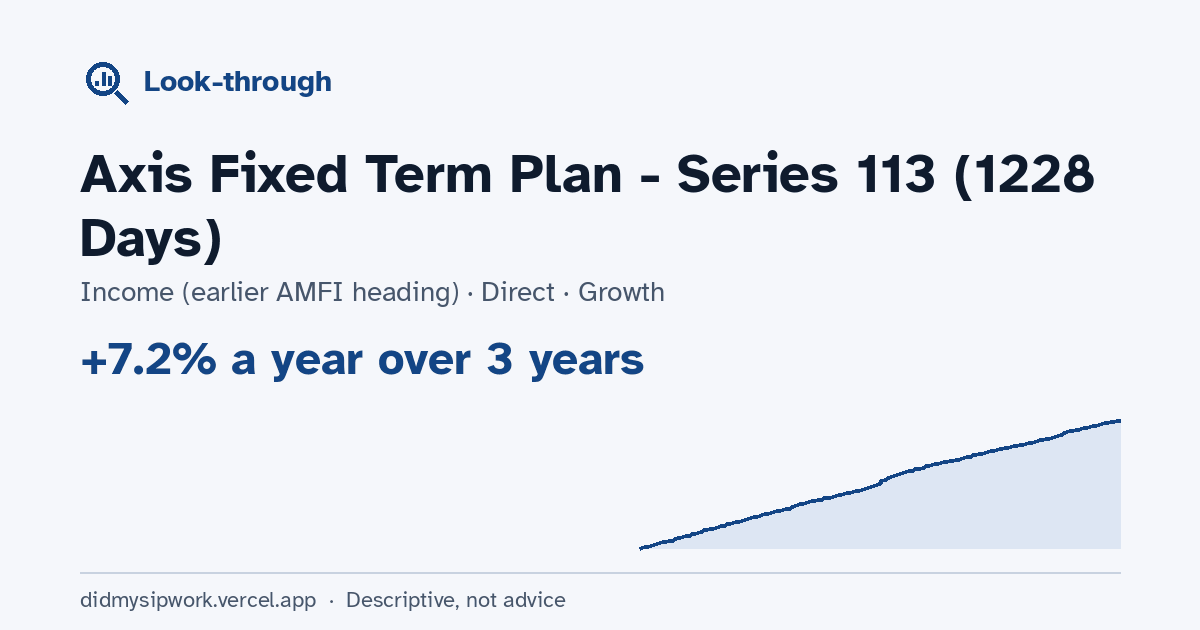 Look-through
Axis Fixed Term Plan - Series 113 (1228
Days)
Income (earlier AMFI heading) · Direct · Growth
+7.2% a year over 3 years
didmysipwork.vercel.app · Descriptive, not advice